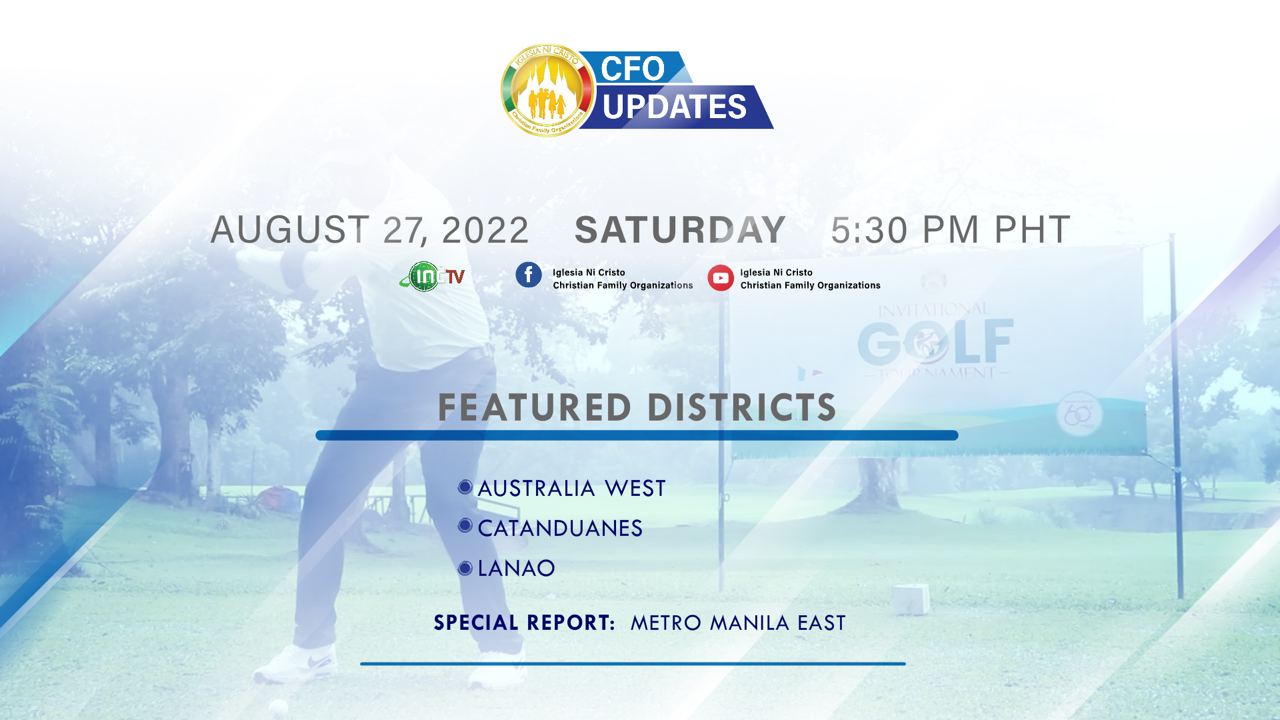 IGLESIA NI CRISTO
Christian Family Organizations
CFO
UPDATES
AUGUST 27, 2022 SATURDAY 5:30 PM PHT
INCTV
Iglesia Ni Cristo
Christian Family Organizations
Iglesia Ni Cristo
Christian Family Organizations
INVITATIONAL
GOLF
TOURNAMENT
60
FEATURED DISTRICTS
AUSTRALIA WEST
CATANDUANES
LANAO
SPECIAL REPORT: METRO MANILA EAST